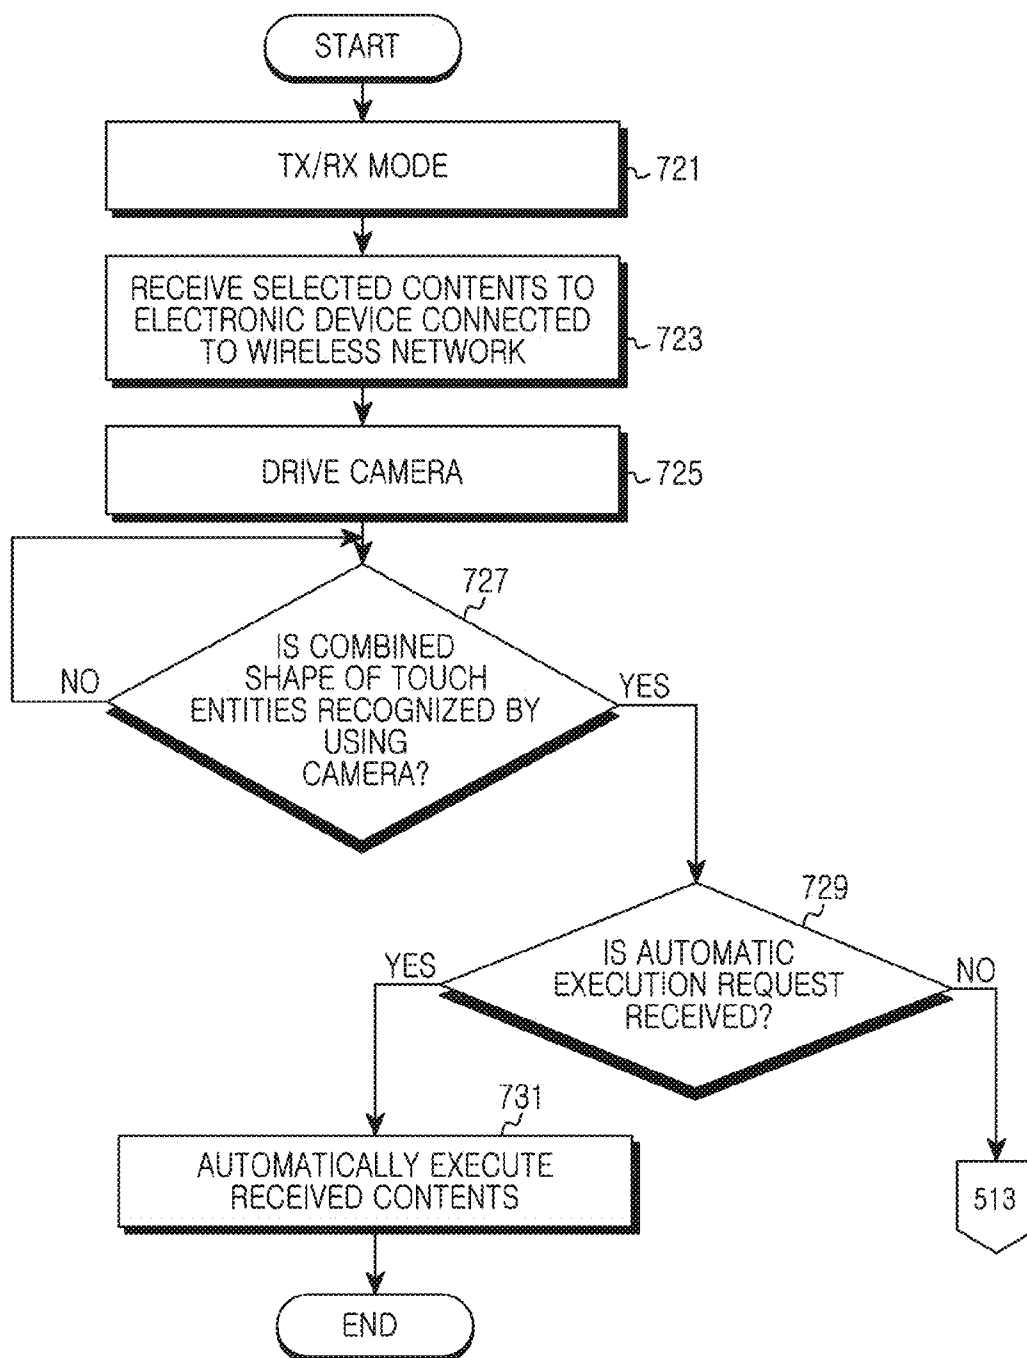 START
TX/RX MODE
721
RECEIVE SELECTED CONTENTS TO
ELECTRONIC DEVICE CONNECTED
TO WIRELESS NETWORK
723
DRIVE CAMERA
725
727
IS COMBINED
SHAPE OF TOUCH
ENTITIES RECOGNIZED BY
USING
CAMERA?
NO
YES
729
IS AUTOMATIC
EXECUTION REQUEST
RECEIVED?
YES
NO
731
AUTOMATICALLY EXECUTE
RECEIVED CONTENTS
513
END